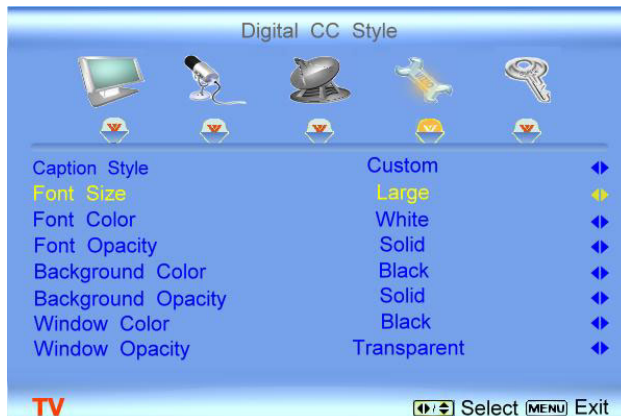 Digital CC Style
Caption Style Custom
Font Size Large
Font Color White
Font Opacity Solid
Background Color Black
Background Opacity Solid
Window Color Black
Window Opacity Transparent
TV Select MENU Exit